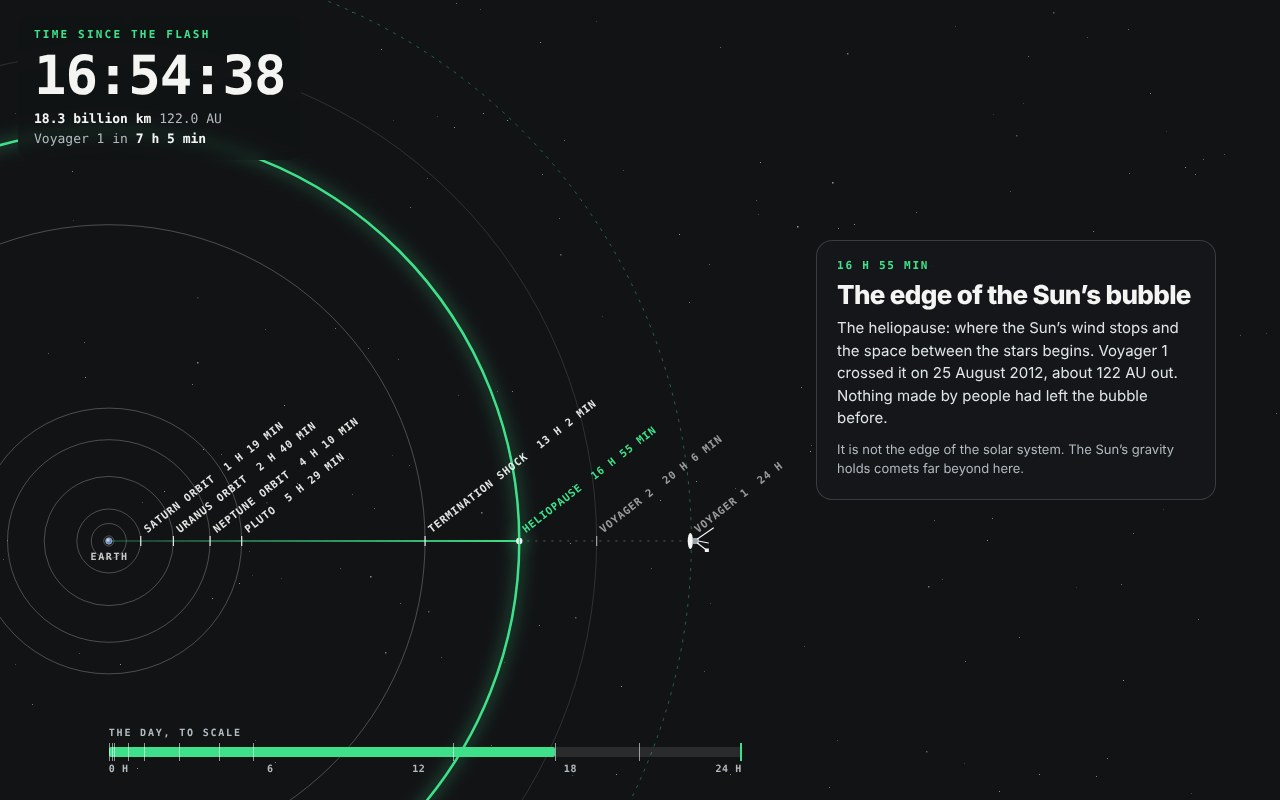 TIME SINCE THE FLASH
16:54:38
18.3 billion km 122.0 AU
Voyager 1 in 7 h 5 min
16 H 55 MIN
The edge of the Sun’s bubble
The heliopause: where the Sun’s wind stops and
the space between the stars begins. Voyager 1
crossed it on 25 August 2012, about 122 AU out.
Nothing made by people had left the bubble
before.
It is not the edge of the solar system. The Sun’s gravity
holds comets far beyond here.
EARTH
SATURN ORBIT 1 H 19 MIN
URANUS ORBIT 2 H 40 MIN
NEPTUNE ORBIT 4 H 10 MIN
PLUTO 5 H 29 MIN
TERMINATION SHOCK 13 H 2 MIN
HELIOPAUSE 16 H 55 MIN
VOYAGER 2 20 H 6 MIN
VOYAGER 1 24 H
THE DAY, TO SCALE
0 H 6 12 18 24 H